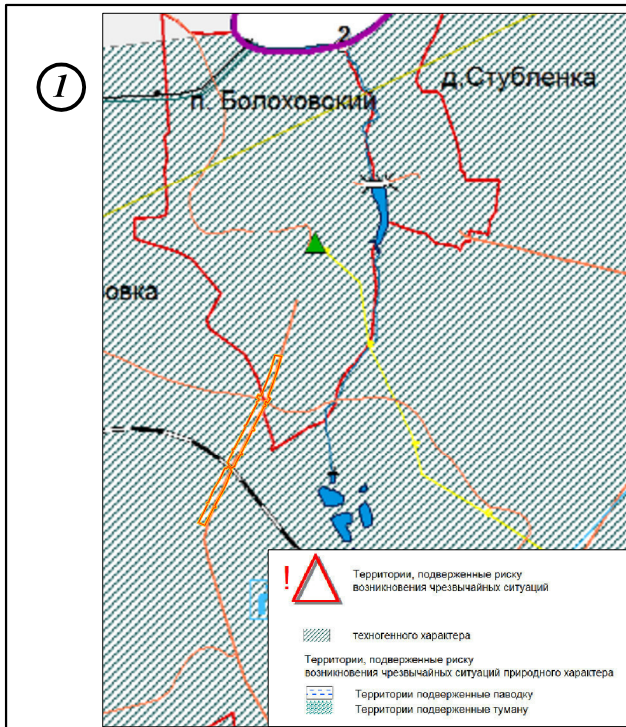 1
2
п. Болоховский
д.Стубленка
овка
!
Территории, подверженные риску
возникновения чрезвычайных ситуаций
техногенного характера
Территории, подверженные риску
возникновения чрезвычайных ситуаций природного характера
Территории подверженные паводку
Территории подверженные туману